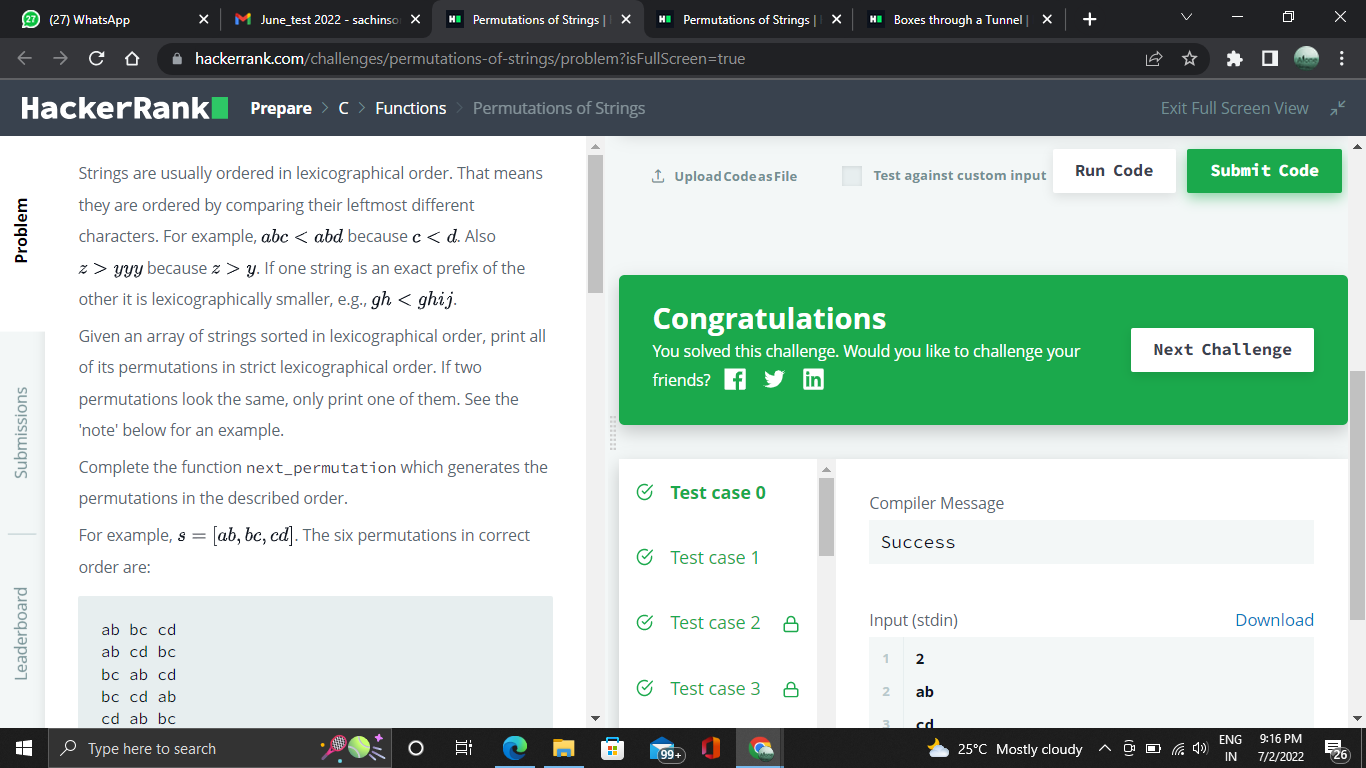 (27) WhatsApp
June_test 2022 - sachinso
Permutations of Strings |
Permutations of Strings |
Boxes through a Tunnel |
hackerrank.com/challenges/permutations-of-strings/problem?isFullScreen=true
HackerRank
Prepare > C > Functions > Permutations of Strings
Exit Full Screen View
Problem
Submissions
Leaderboard
Strings are usually ordered in lexicographical order. That means
they are ordered by comparing their leftmost different
characters. For example, abc < abd because c < d. Also
z > yyy because z > y. If one string is an exact prefix of the
other it is lexicographically smaller, e.g., gh < ghij.
Given an array of strings sorted in lexicographical order, print all
of its permutations in strict lexicographical order. If two
permutations look the same, only print one of them. See the
'note' below for an example.
Complete the function next_permutation which generates the
permutations in the described order.
For example, s = [ab, bc, cd]. The six permutations in correct
order are:
ab bc cd
ab cd bc
bc ab cd
bc cd ab
cd ab bc
Upload Code as File
Test against custom input
Run Code
Submit Code
Congratulations
You solved this challenge. Would you like to challenge your
friends?
Next Challenge
Test case 0
Test case 1
Test case 2
Test case 3
Compiler Message
Success
Input (stdin)
Download
1 2
2 ab
3 cd
Type here to search
99+
25°C Mostly cloudy
ENG
IN
9:16 PM
7/2/2022
26